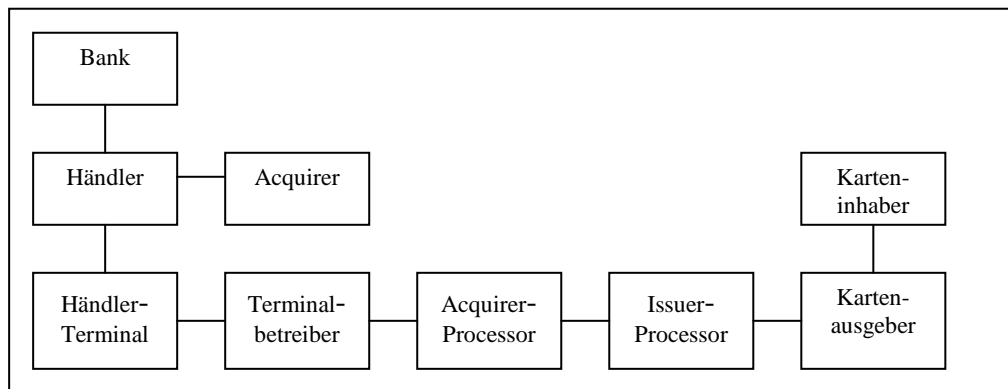 Bank
Händler
Acquirer
Karten-
inhaber
Händler-
Terminal
Terminal-
betreiber
Acquirer-
Processor
Issuer-
Processor
Karten-
ausgeber